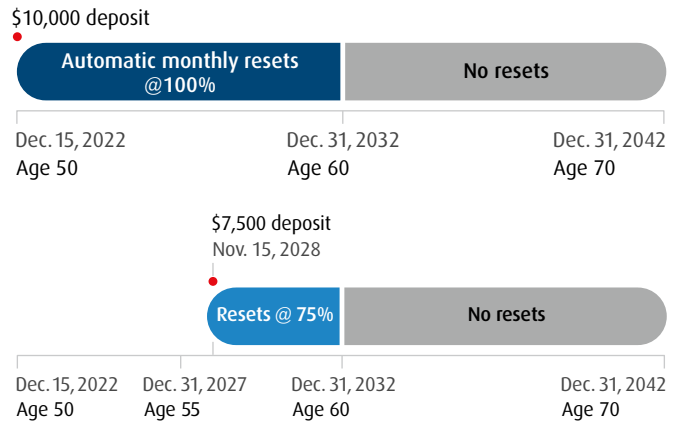 $10,000 deposit
Automatic monthly resets
@100%
No resets
Dec. 15, 2022
Dec. 31, 2032
Dec. 31, 2042
Age 50
Age 60
Age 70
$7,500 deposit
Nov. 15, 2028
Resets @ 75%
No resets
Dec. 15, 2022
Dec. 31, 2027
Dec. 31, 2032
Dec. 31, 2042
Age 50
Age 55
Age 60
Age 70